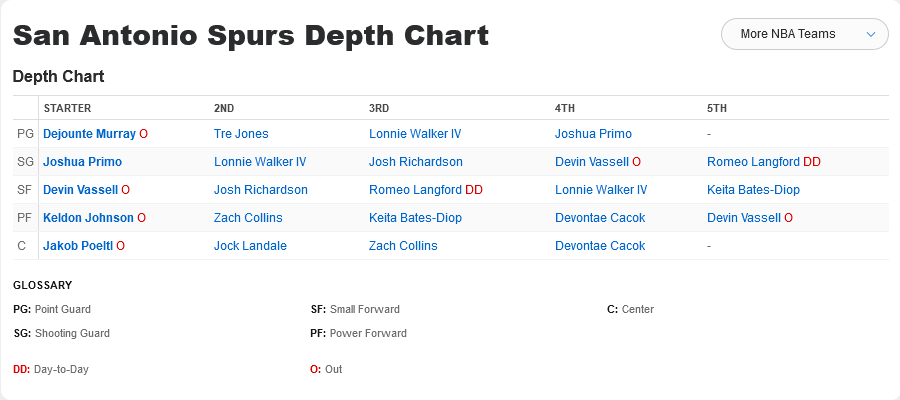 San Antonio Spurs Depth Chart
More NBA Teams
Depth Chart
STARTER 2ND 3RD 4TH 5TH
PG Dejounte Murray O Tre Jones Lonnie Walker IV Joshua Primo -
SG Joshua Primo Lonnie Walker IV Josh Richardson Devin Vassell O Romeo Langford DD
SF Devin Vassell O Josh Richardson Romeo Langford DD Lonnie Walker IV Keita Bates-Diop
PF Keldon Johnson O Zach Collins Keita Bates-Diop Devontae Cacok Devin Vassell O
C Jakob Poeltl O Jock Landale Zach Collins Devontae Cacok -
GLOSSARY
PG: Point Guard SF: Small Forward C: Center
SG: Shooting Guard PF: Power Forward
DD: Day-to-Day O: Out